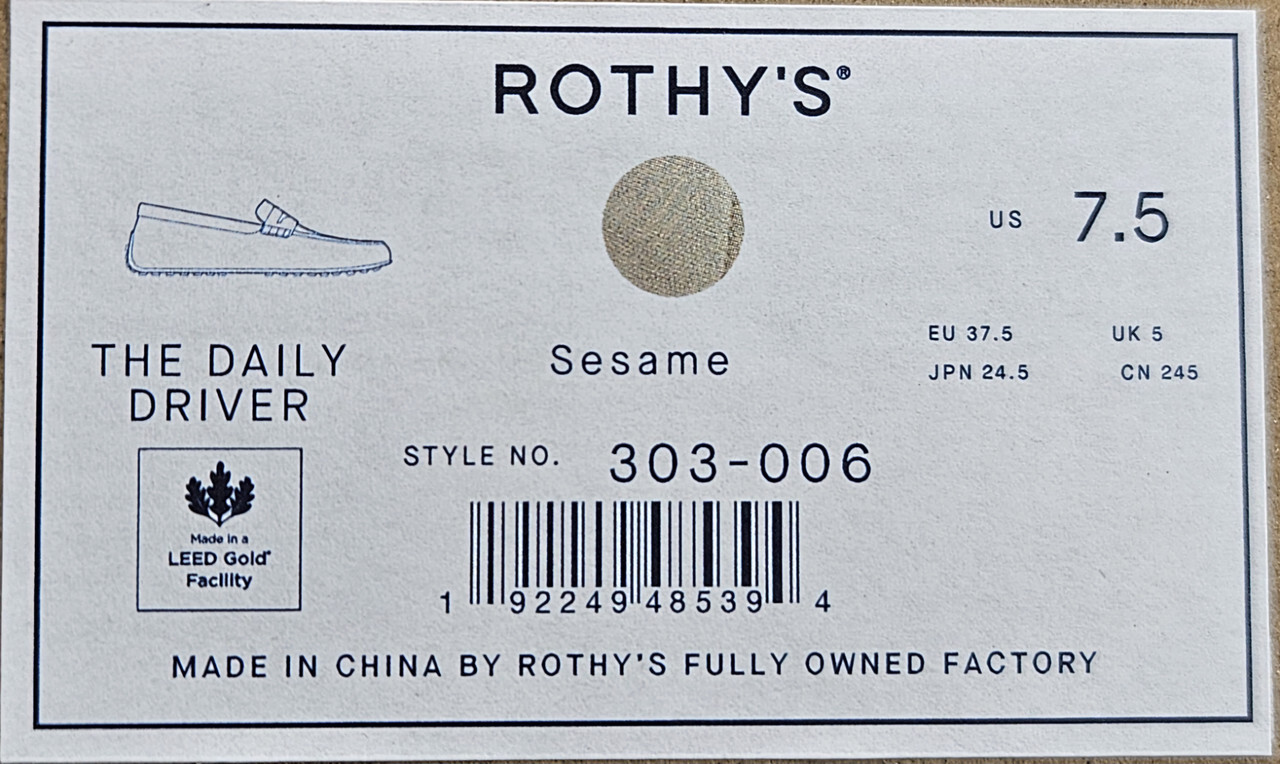 ROTHY'S®
US 7.5
EU 37.5 UK 5
JPN 24.5 CN 245
THE DAILY
DRIVER
Sesame
STYLE NO. 303-006
Made in a
LEED Gold®
Facility
1 92249 48539 4
MADE IN CHINA BY ROTHY'S FULLY OWNED FACTORY